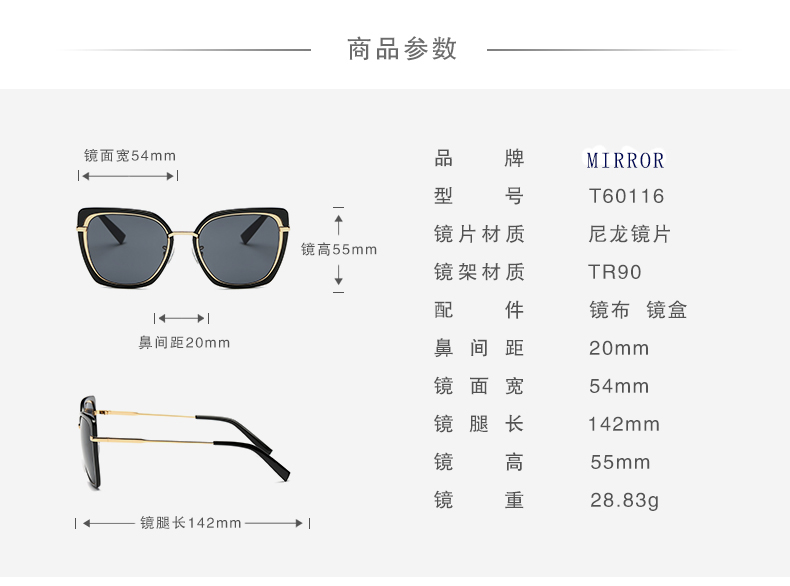 商品参数
镜面宽54mm
镜高55mm
鼻间距20mm
镜腿长142mm
品牌 MIRROR
型号 T60116
镜片材质 尼龙镜片
镜架材质 TR90
配件 镜布 镜盒
鼻间距 20mm
镜面宽 54mm
镜腿长 142mm
镜高 55mm
镜重 28.83g